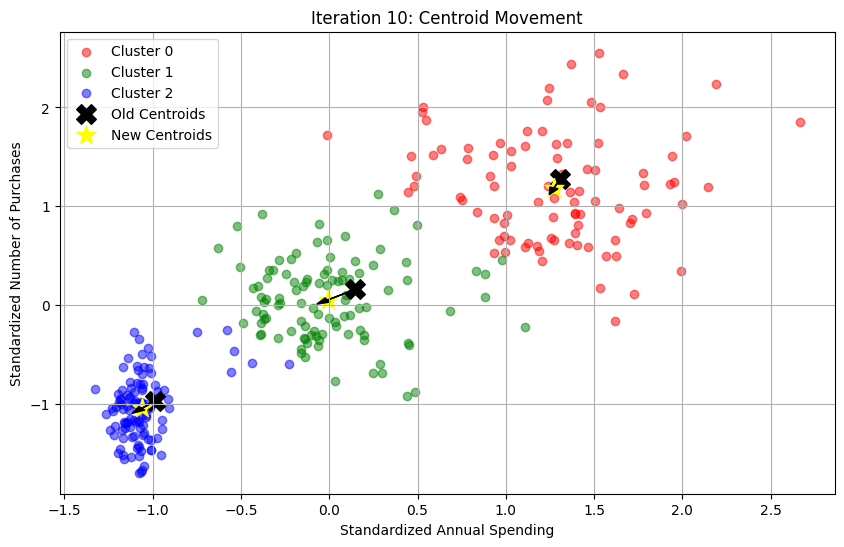 Iteration 10: Centroid Movement
Cluster 0
Cluster 1
Cluster 2
Old Centroids
New Centroids
Standardized Number of Purchases
2
1
0
−1
−1.5 −1.0 −0.5 0.0 0.5 1.0 1.5 2.0 2.5
Standardized Annual Spending